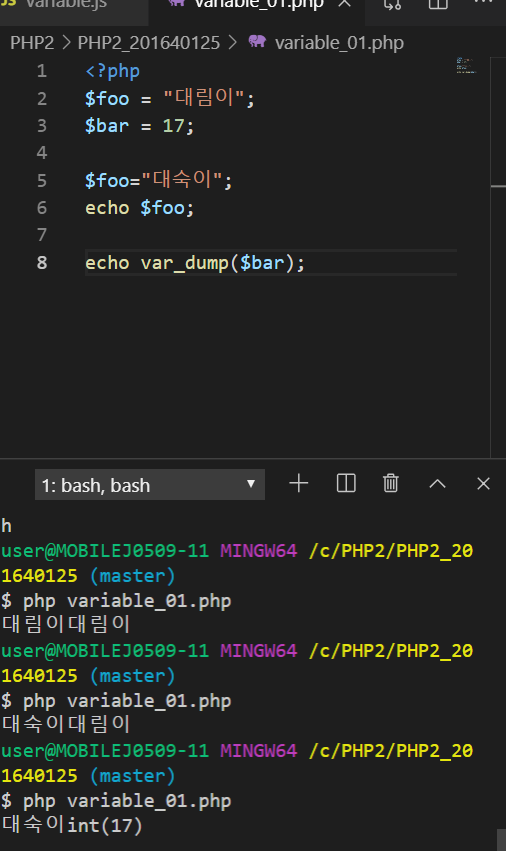 JS variable.js variable_01.php
PHP2 > PHP2_201640125 > variable_01.php
1 <?php
2 $foo = "대림이";
3 $bar = 17;
4
5 $foo="대숙이";
6 echo $foo;
7
8 echo var_dump($bar);
1: bash, bash
h
user@MOBILEJ0509-11 MINGW64 /c/PHP2/PHP2_20
1640125 (master)
$ php variable_01.php
대림이대림이
user@MOBILEJ0509-11 MINGW64 /c/PHP2/PHP2_20
1640125 (master)
$ php variable_01.php
대숙이대림이
user@MOBILEJ0509-11 MINGW64 /c/PHP2/PHP2_20
1640125 (master)
$ php variable_01.php
대숙이int(17)